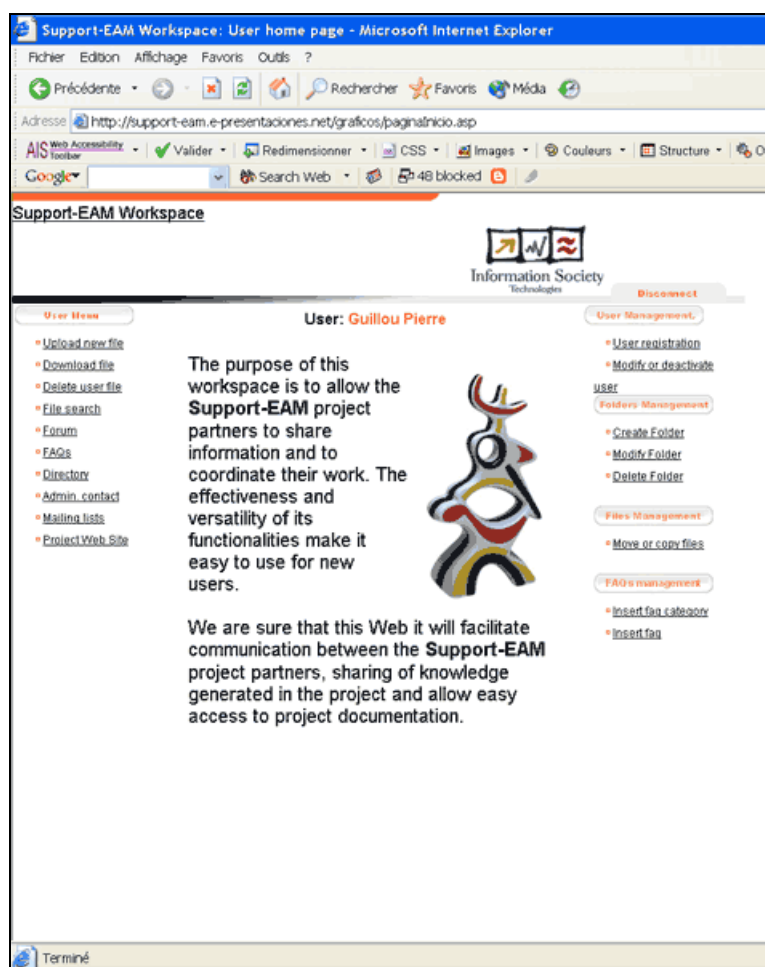 Support-EAM Workspace: User home page - Microsoft Internet Explorer
Fichier Edition Affichage Favoris Outils ?
Précédente Rechercher Favoris Média
Adresse http://support-eam.e-presentaciones.net/graficos/paginaInicio.asp
AIS Web Accessibility Toolbar Valider Redimensionner CSS Images Couleurs Structure
Google Search Web 48 blocked
Support-EAM Workspace
Information Society
Technologies
Disconnect
User Menu
Upload new file
Download file
Delete user file
File search
Forum
FAQs
Directory
Admin. contact
Mailing lists
Project Web Site
User: Guillou Pierre
The purpose of this
workspace is to allow the
Support-EAM project
partners to share
information and to
coordinate their work. The
effectiveness and
versatility of its
functionalities make it
easy to use for new
users.
We are sure that this Web it will facilitate
communication between the Support-EAM
project partners, sharing of knowledge
generated in the project and allow easy
access to project documentation.
User Management.
User registration
Modify or deactivate
user
Folders Management
Create Folder
Modify Folder
Delete Folder
Files Management
Move or copy files
FAQs management
Insert faq category
Insert faq
Terminé